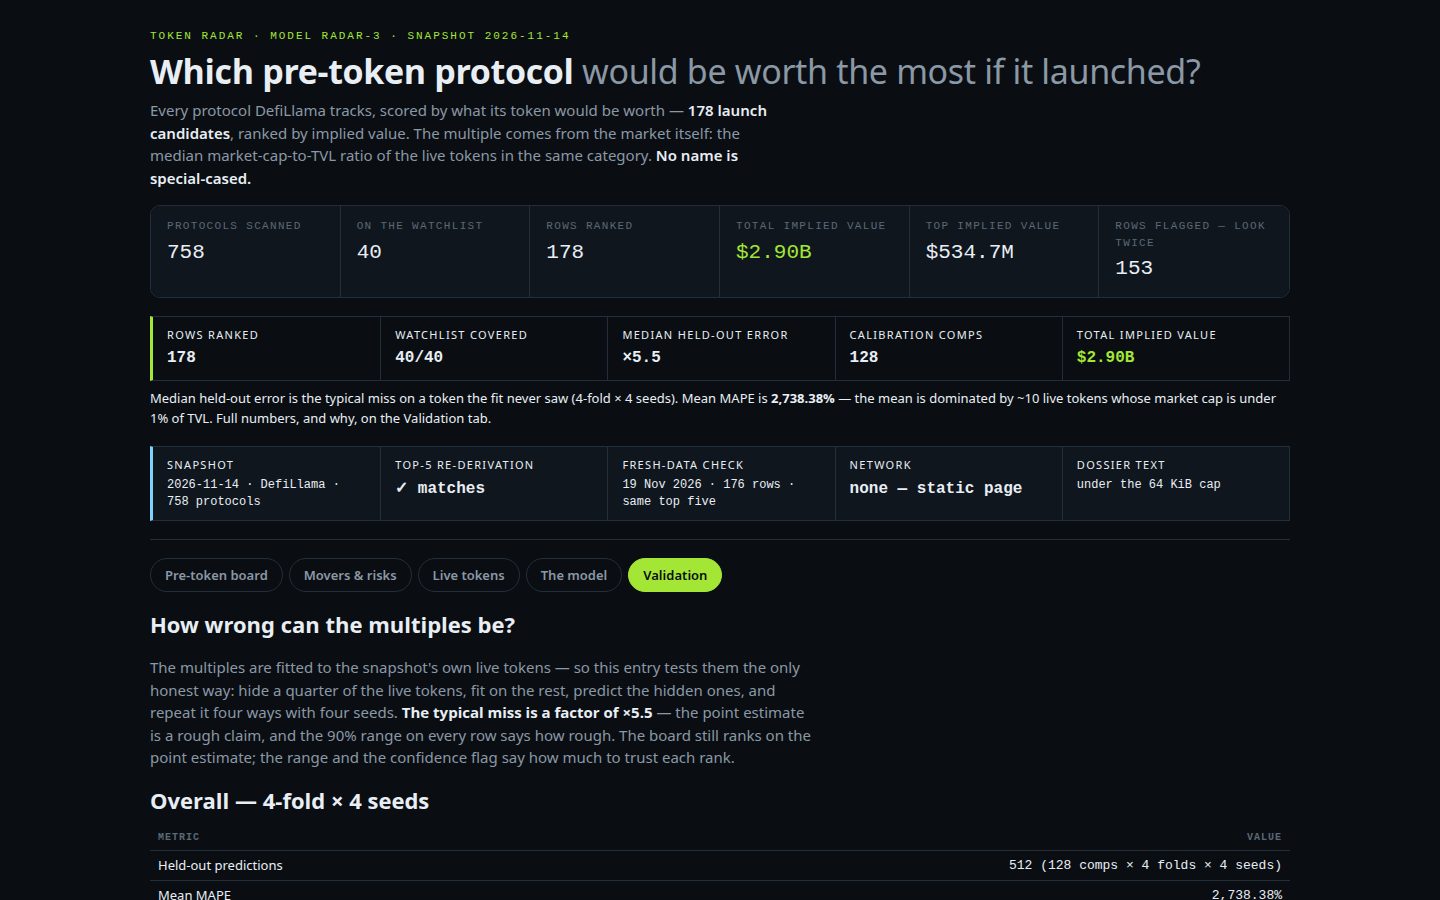 TOKEN RADAR · MODEL RADAR-3 · SNAPSHOT 2026-11-14
Which pre-token protocol would be worth the most if it launched?
Every protocol DefiLlama tracks, scored by what its token would be worth — 178 launch
candidates, ranked by implied value. The multiple comes from the market itself: the
median market-cap-to-TVL ratio of the live tokens in the same category. No name is
special-cased.
PROTOCOLS SCANNED
758
ON THE WATCHLIST
40
ROWS RANKED
178
TOTAL IMPLIED VALUE
$2.90B
TOP IMPLIED VALUE
$534.7M
ROWS FLAGGED — LOOK
TWICE
153
ROWS RANKED
178
WATCHLIST COVERED
40/40
MEDIAN HELD-OUT ERROR
×5.5
CALIBRATION COMPS
128
TOTAL IMPLIED VALUE
$2.90B
Median held-out error is the typical miss on a token the fit never saw (4-fold × 4 seeds). Mean MAPE is 2,738.38% — the mean is dominated by ~10 live tokens whose market cap is under
1% of TVL. Full numbers, and why, on the Validation tab.
SNAPSHOT
2026-11-14 · DefiLlama ·
758 protocols
TOP-5 RE-DERIVATION
✓ matches
FRESH-DATA CHECK
19 Nov 2026 · 176 rows ·
same top five
NETWORK
none — static page
DOSSIER TEXT
under the 64 KiB cap
Pre-token board
Movers & risks
Live tokens
The model
Validation
How wrong can the multiples be?
The multiples are fitted to the snapshot's own live tokens — so this entry tests them the only
honest way: hide a quarter of the live tokens, fit on the rest, predict the hidden ones, and
repeat it four ways with four seeds. The typical miss is a factor of ×5.5 — the point estimate
is a rough claim, and the 90% range on every row says how rough. The board still ranks on the
point estimate; the range and the confidence flag say how much to trust each rank.
Overall — 4-fold × 4 seeds
METRIC VALUE
Held-out predictions 512 (128 comps × 4 folds × 4 seeds)
Mean MAPE 2,738.38%